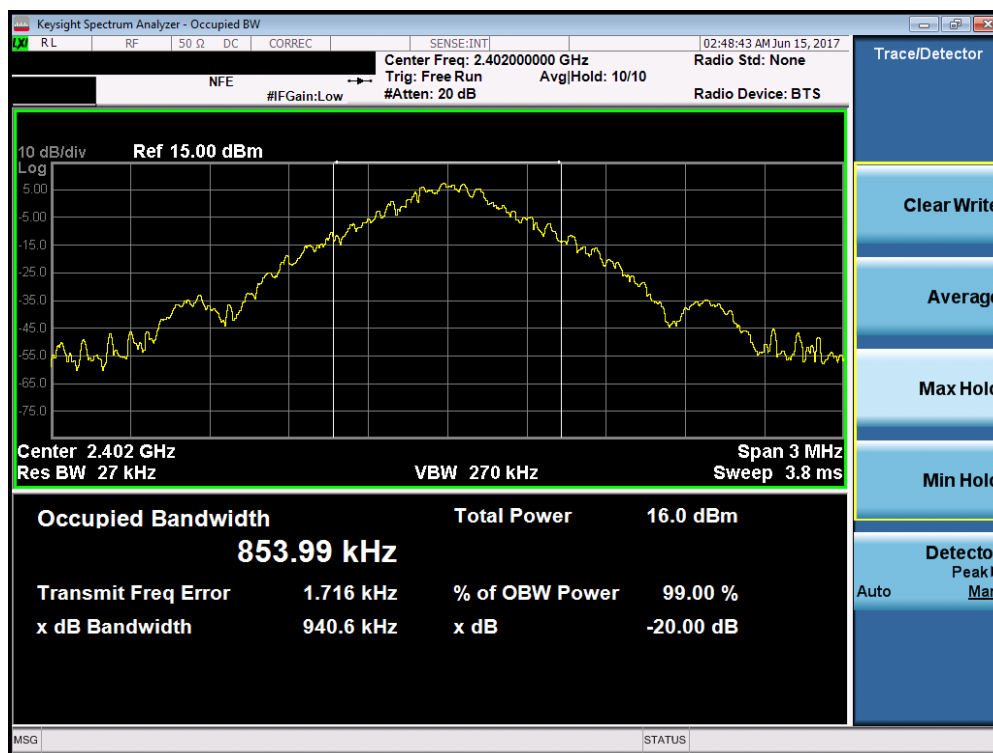 Keysight Spectrum Analyzer - Occupied BW
LXI RL RF 50 Ω DC CORREC SENSE:INT 02:48:43 AM Jun 15, 2017
Center Freq: 2.402000000 GHz Radio Std: None
NFE Trig: Free Run Avg|Hold: 10/10
#IFGain:Low #Atten: 20 dB Radio Device: BTS
10 dB/div Ref 15.00 dBm
Log
5.00
-5.00
-15.0
-25.0
-35.0
-45.0
-55.0
-65.0
-75.0
Center 2.402 GHz Span 3 MHz
Res BW 27 kHz VBW 270 kHz Sweep 3.8 ms
Occupied Bandwidth Total Power 16.0 dBm
853.99 kHz
Transmit Freq Error 1.716 kHz % of OBW Power 99.00 %
x dB Bandwidth 940.6 kHz x dB -20.00 dB
MSG STATUS
Trace/Detector
Clear Write
Average
Max Hold
Min Hold
Detecto
Peak
Auto Man